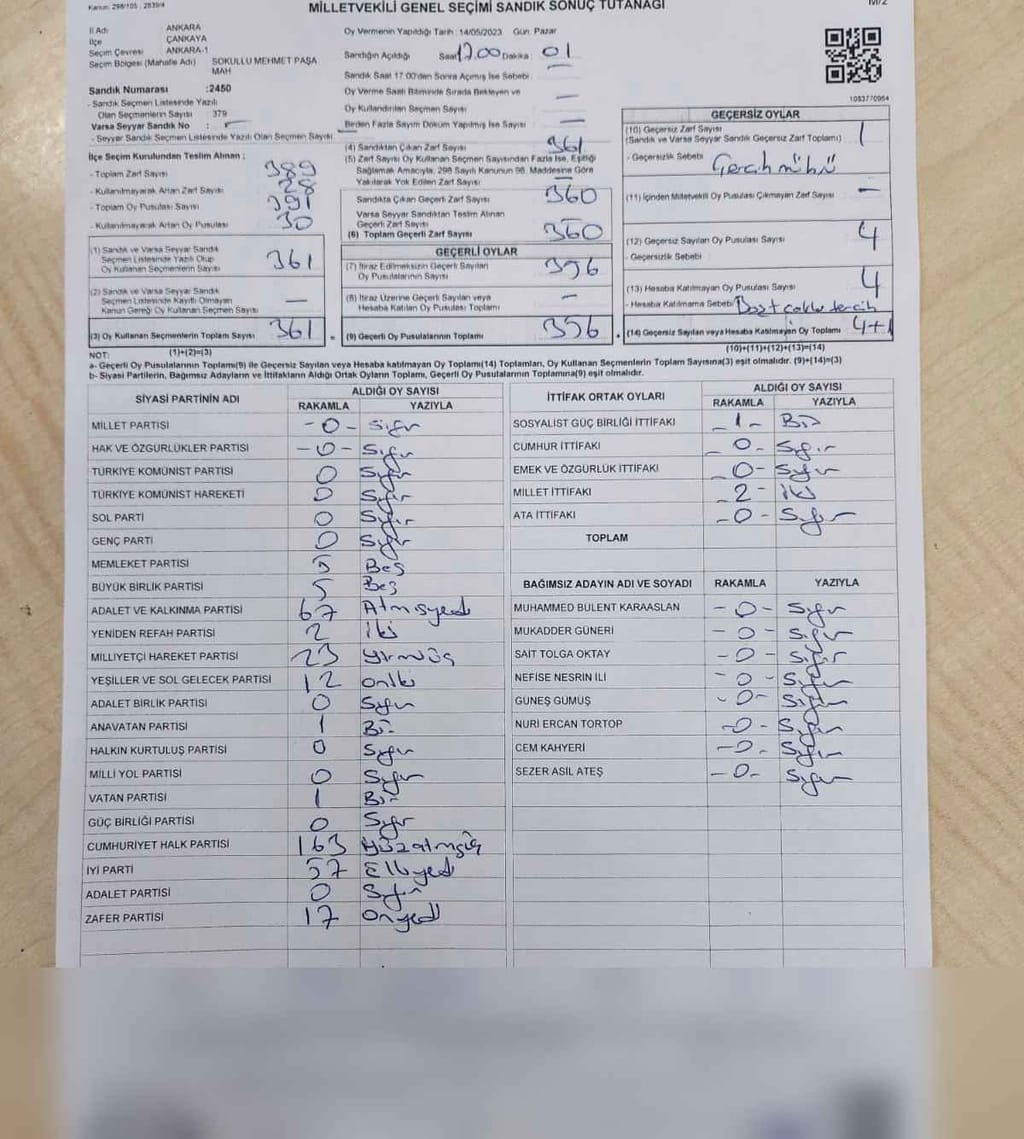 Kanun: 298/105 ; 2839/4
MİLLETVEKİLİ GENEL SEÇİMİ SANDIK SONUÇ TUTANAĞI
M/2
İl Adı ANKARA
İlçe ÇANKAYA
Seçim Çevresi ANKARA-1
Seçim Bölgesi (Mahalle Adı) SOKULLU MEHMET PAŞA MAH
Sandık Numarası :2450
- Sandık Seçmen Listesinde Yazılı
Olan Seçmenlerin Sayısı 379
Varsa Seyyar Sandık No :
- Seyyar Sandık Seçmen Listesinde Yazılı Olan Seçmen Sayısı
İlçe Seçim Kurulundan Teslim Alınan ;
- Toplam Zarf Sayısı 389
- Kullanılmayarak Artan Zarf Sayısı 28
- Toplam Oy Pusulası Sayısı 391
- Kullanılmayarak Artan Oy Pusulası 30
(1) Sandık ve Varsa Seyyar Sandık
Seçmen Listesinde Yazılı Olup
Oy Kullanan Seçmenlerin Sayısı 361
(2) Sandık ve Varsa Seyyar Sandık
Seçmen Listesinde Kayıtlı Olmayan
Kanun Gereği Oy Kullanan Seçmen Sayısı —
(3) Oy Kullanan Seçmenlerin Toplam Sayısı 361
(1)+(2)=(3)
Oy Vermenin Yapıldığı Tarih 14/05/2023 Gün Pazar
Sandığın Açıldığı Saat 17.00 Dakika 01
Sandık Saat 17.00'den Sonra Açımış İse Sebebi —
Oy Verme Saati Bitiminde Sırada Bekleyen ve
Oy Kullandırılan Seçmen Sayısı —
Birden Fazla Sayım Döküm Yapılmış İse Sayısı —
(4) Sandıktan Çıkan Zarf Sayısı 361
(5) Zarf Sayısı Oy Kullanan Seçmen Sayısından Fazla İse, Eşitliği
Sağlamak Amacıyla, 298 Sayılı Kanunun 98. Maddesine Göre
Yakılarak Yok Edilen Zarf Sayısı —
Sandıkta Çıkan Geçerli Zarf Sayısı 360
Varsa Seyyar Sandıktan Teslim Alınan
Geçerli Zarf Sayısı
(6) Toplam Geçerli Zarf Sayısı 360
GEÇERLİ OYLAR
(7) İtiraz Edilmeksizin Geçerli Sayılan
Oy Pusulalarının Sayısı 356
(8) İtiraz Üzerine Geçerli Sayılan veya
Hesaba Katılan Oy Pusulası Toplamı —
(9) Geçerli Oy Pusulalarının Toplamı 356
1083770964
GEÇERSİZ OYLAR
(10) Geçersiz Zarf Sayısı
(Sandık ve Varsa Seyyar Sandık Geçersiz Zarf Toplamı) 1
- Geçersizlik Sebebi Tercih mührü
(11) İçinden Milletvekili Oy Pusulası Çıkmayan Zarf Sayısı —
(12) Geçersiz Sayılan Oy Pusulası Sayısı 4
- Geçersizlik Sebebi
(13) Hesaba Katılmayan Oy Pusulası Sayısı 4
- Hesaba Katılmama Sebebi tercih
(14) Geçersiz Sayılan veya Hesaba Katılmayan Oy Toplamı 4+1
(10)+(11)+(12)+(13)=(14)
NOT:
a- Geçerli Oy Pusulalarının Toplamı(9) ile Geçersiz Sayılan veya Hesaba katılmayan Oy Toplamı(14) Toplamları, Oy Kullanan Seçmenlerin Toplam Sayısına(3) eşit olmalıdır. (9)+(14)=(3)
b- Siyasi Partilerin, Bağımsız Adayların ve İttifakların Aldığı Ortak Oyların Toplamı, Geçerli Oy Pusulalarının Toplamına(9) eşit olmalıdır.
SİYASİ PARTİNİN ADI ALDIĞI OY SAYISI
RAKAMLA YAZIYLA
MİLLET PARTİSİ - 0 - Sıfır
HAK VE ÖZGÜRLÜKLER PARTİSİ - 0 - Sıfır
TÜRKİYE KOMÜNİST PARTİSİ 0 Sıfır
TÜRKİYE KOMÜNİST HAREKETİ 0 Sıfır
SOL PARTİ 0 Sıfır
GENÇ PARTİ 0 Sıfır
MEMLEKET PARTİSİ 5 Beş
BÜYÜK BİRLİK PARTİSİ 5 Beş
ADALET VE KALKINMA PARTİSİ 67 Atmışyedi
YENİDEN REFAH PARTİSİ 2 iki
MİLLİYETÇİ HAREKET PARTİSİ 23 yirmiüç
YEŞİLLER VE SOL GELECEK PARTİSİ 12 oniki
ADALET BİRLİK PARTİSİ 0 Sıfır
ANAVATAN PARTİSİ 1 Bir
HALKIN KURTULUŞ PARTİSİ 0 Sıfır
MİLLİ YOL PARTİSİ 0 Sıfır
VATAN PARTİSİ 1 Bir
GÜÇ BİRLİĞİ PARTİSİ 0 Sıfır
CUMHURİYET HALK PARTİSİ 163 Yüzatmışüç
İYİ PARTİ 57 Elliyedi
ADALET PARTİSİ 0 Sıfır
ZAFER PARTİSİ 17 Onyedi
İTTİFAK ORTAK OYLARI ALDIĞI OY SAYISI
RAKAMLA YAZIYLA
SOSYALİST GÜÇ BİRLİĞİ İTTİFAKI - 1 - Bir
CUMHUR İTTİFAKI - 0 - Sıfır
EMEK VE ÖZGÜRLÜK İTTİFAKI - 0 - Sıfır
MİLLET İTTİFAKI - 2 - iki
ATA İTTİFAKI - 0 - Sıfır
TOPLAM
BAĞIMSIZ ADAYIN ADI VE SOYADI RAKAMLA YAZIYLA
MUHAMMED BÜLENT KARAASLAN - 0 - Sıfır
MUKADDER GÜNERİ - 0 - Sıfır
SAİT TOLGA OKTAY - 0 - Sıfır
NEFİSE NESRİN İLİ - 0 - Sıfır
GÜNEŞ GÜMÜŞ - 0 - Sıfır
NURİ ERCAN TORTOP - 0 - Sıfır
CEM KAHYERİ - 0 - Sıfır
SEZER ASİL ATEŞ - 0 - Sıfır